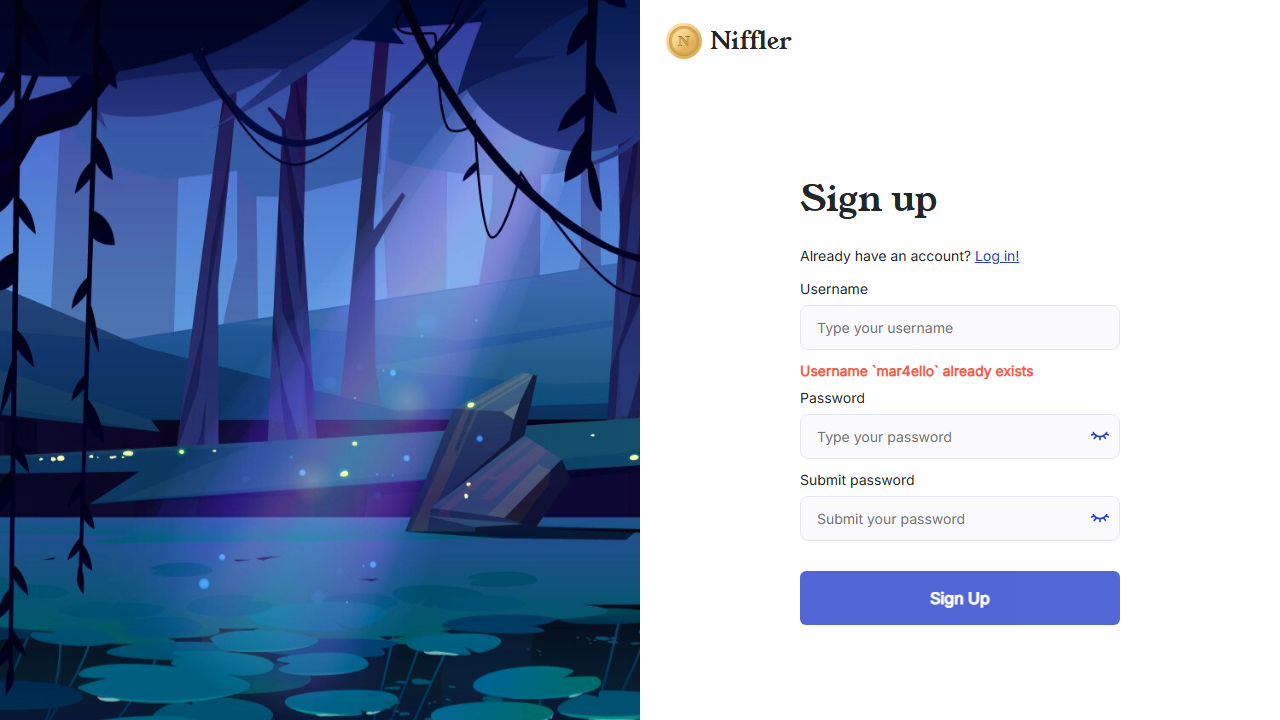 N Niffler
Sign up
Already have an account? Log in!
Username
Type your username
Username `mar4ello` already exists
Password
Type your password
Submit password
Submit your password
Sign Up